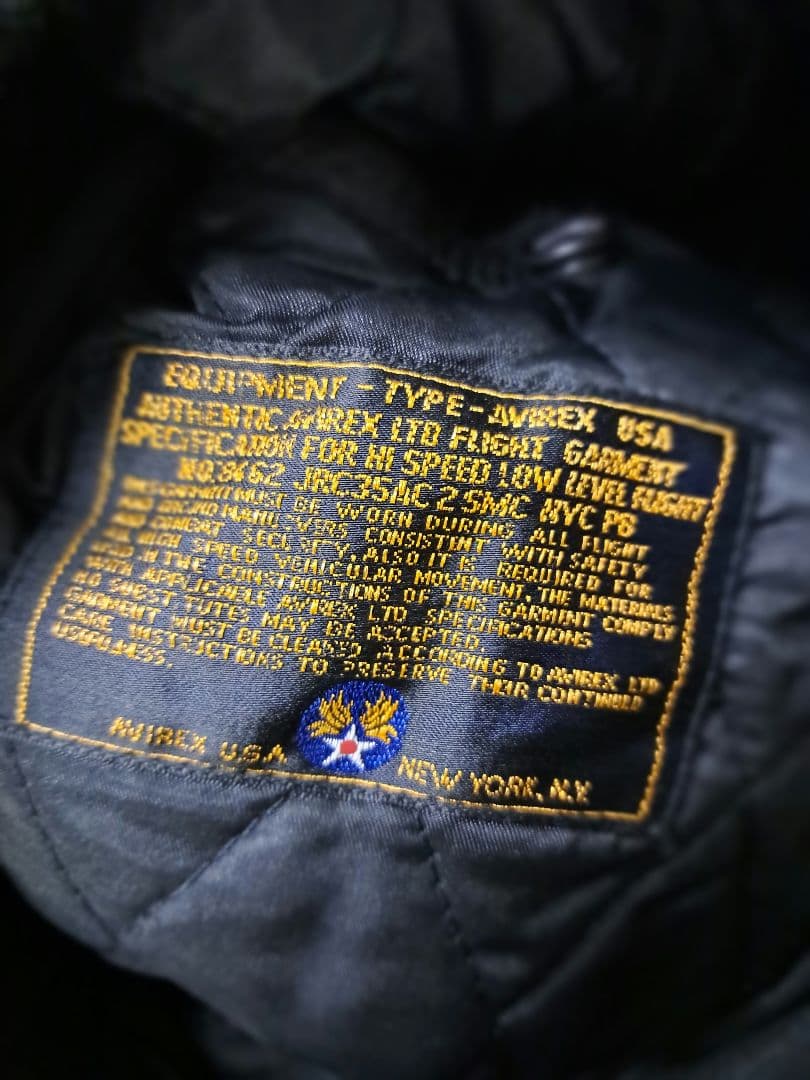 EQUIPMENT - TYPE - AVIREX USA
AUTHENTIC AVIREX LTD FLIGHT GARMENT
SPECIFICATION FOR HI SPEED LOW LEVEL FLIGHT
NO. 8662 JRC35AC 2 SMC NYC P8
THIS GARMENT MUST BE WORN DURING ALL FLIGHT
AND GROUND MANEUVERS CONSISTENT WITH SAFETY
AND COMBAT SECURITY, ALSO IT IS REQUIRED FOR
HIGH SPEED VEHICULAR MOVEMENT. THE MATERIALS
USED IN THE CONSTRUCTIONS OF THIS GARMINT COMPLY
WITH APPLICABLE AVIREX LTD SPECIFICATIONS
NO SUBSTITUTES MAY BE ACCEPTED
GARMENT MUST BE CLEANED ACCORDING TO AVIREX LTD
CARE INSTRUCTIONS TO PRESERVE THEIR CONTINUED
USEFULNESS.
AVIREX U.S.A NEW YORK, N.Y.